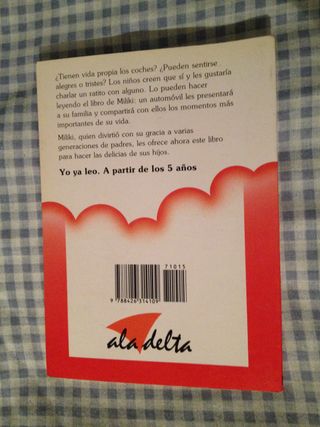 ¿Tienen vida propia los coches? ¿Pueden sentirse
alegres o tristes? Los niños creen que sí y les gustaría
charlar un ratito con alguno. Lo pueden hacer
leyendo el libro de Miliki: un automóvil les presentará
a su familia y compartirá con ellos los momentos más
importantes de su vida.
Miliki, quien divirtió con su gracia a varias
generaciones de padres, les ofrece ahora este libro
para hacer las delicias de sus hijos.
Yo ya leo. A partir de los 5 años
71015
9 788426 314109
ala delta